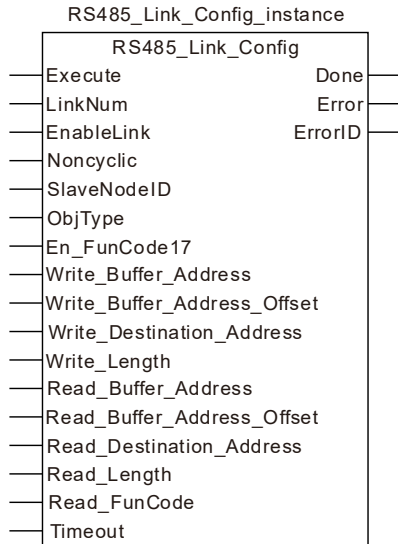 RS485_Link_Config_instance
RS485_Link_Config
Execute Done
LinkNum Error
EnableLink ErrorID
Noncyclic
SlaveNodeID
ObjType
En_FunCode17
Write_Buffer_Address
Write_Buffer_Address_Offset
Write_Destination_Address
Write_Length
Read_Buffer_Address
Read_Buffer_Address_Offset
Read_Destination_Address
Read_Length
Read_FunCode
Timeout